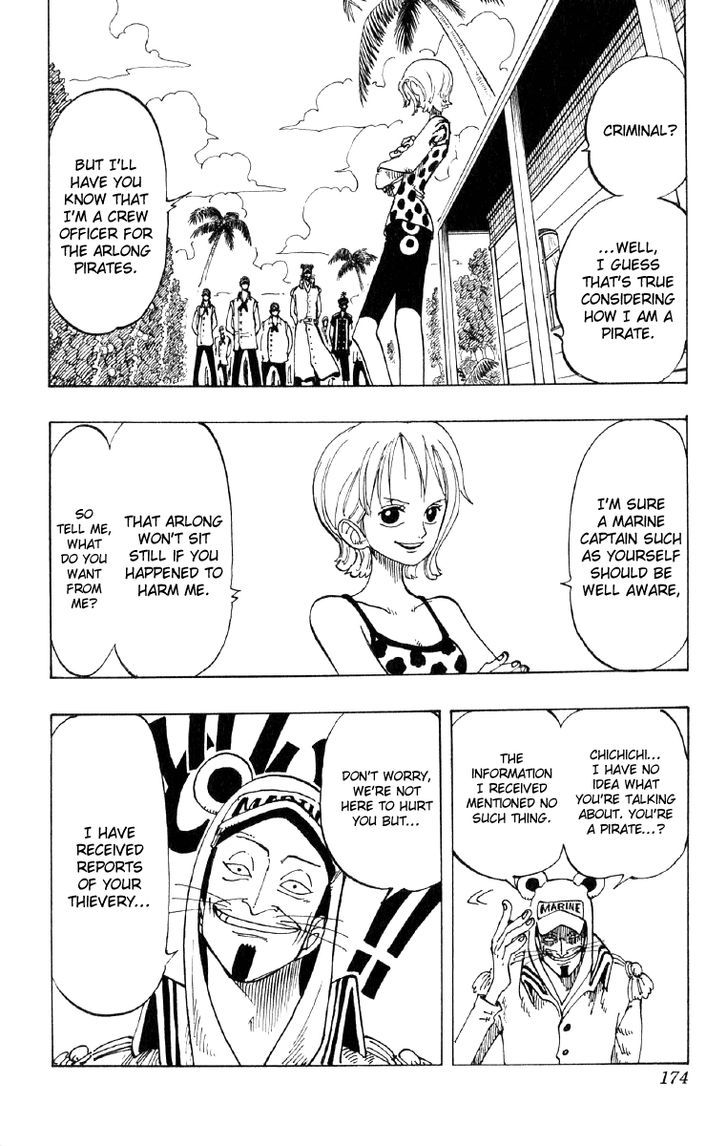 CRIMINAL?
...WELL,
I GUESS
THAT'S TRUE
CONSIDERING
HOW I AM A
PIRATE.
BUT I'LL
HAVE YOU
KNOW THAT
I'M A CREW
OFFICER FOR
THE ARLONG
PIRATES.
I'M SURE
A MARINE
CAPTAIN SUCH
AS YOURSELF
SHOULD BE
WELL AWARE,
THAT ARLONG
WON'T SIT
STILL IF YOU
HAPPENED TO
HARM ME.
SO
TELL ME,
WHAT
DO YOU
WANT
FROM
ME?
CHICHICHI...
I HAVE NO
IDEA WHAT
YOU'RE TALKING
ABOUT. YOU'RE
A PIRATE...?
THE
INFORMATION
I RECEIVED
MENTIONED NO
SUCH THING.
MARINE
DON'T WORRY,
WE'RE NOT
HERE TO HURT
YOU BUT...
MARINE
I HAVE
RECEIVED
REPORTS
OF YOUR
THIEVERY...
174